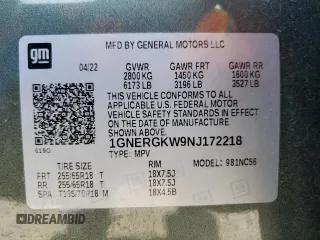 gm
MFD BY GENERAL MOTORS LLC
04/22 GVWR GAWR FRT GAWR RR
2800 KG 1450 KG 1600 KG
6173 LB 3196 LB 3527 LB
THIS VEHICLE CONFORMS TO ALL
APPLICABLE U.S. FEDERAL MOTOR
VEHICLE SAFETY STANDARDS IN EFFECT ON
THE DATE OF MANUFACTURE SHOWN ABOVE.
1GNERGKW9NJ172218
619G TYPE: MPV MODEL: 981NC56
TIRE SIZE RIM
FRT 255/65R18 T 18X7.5J
RR 255/65R18 T 18X7.5J
M 18X4.5B
DREAMBID